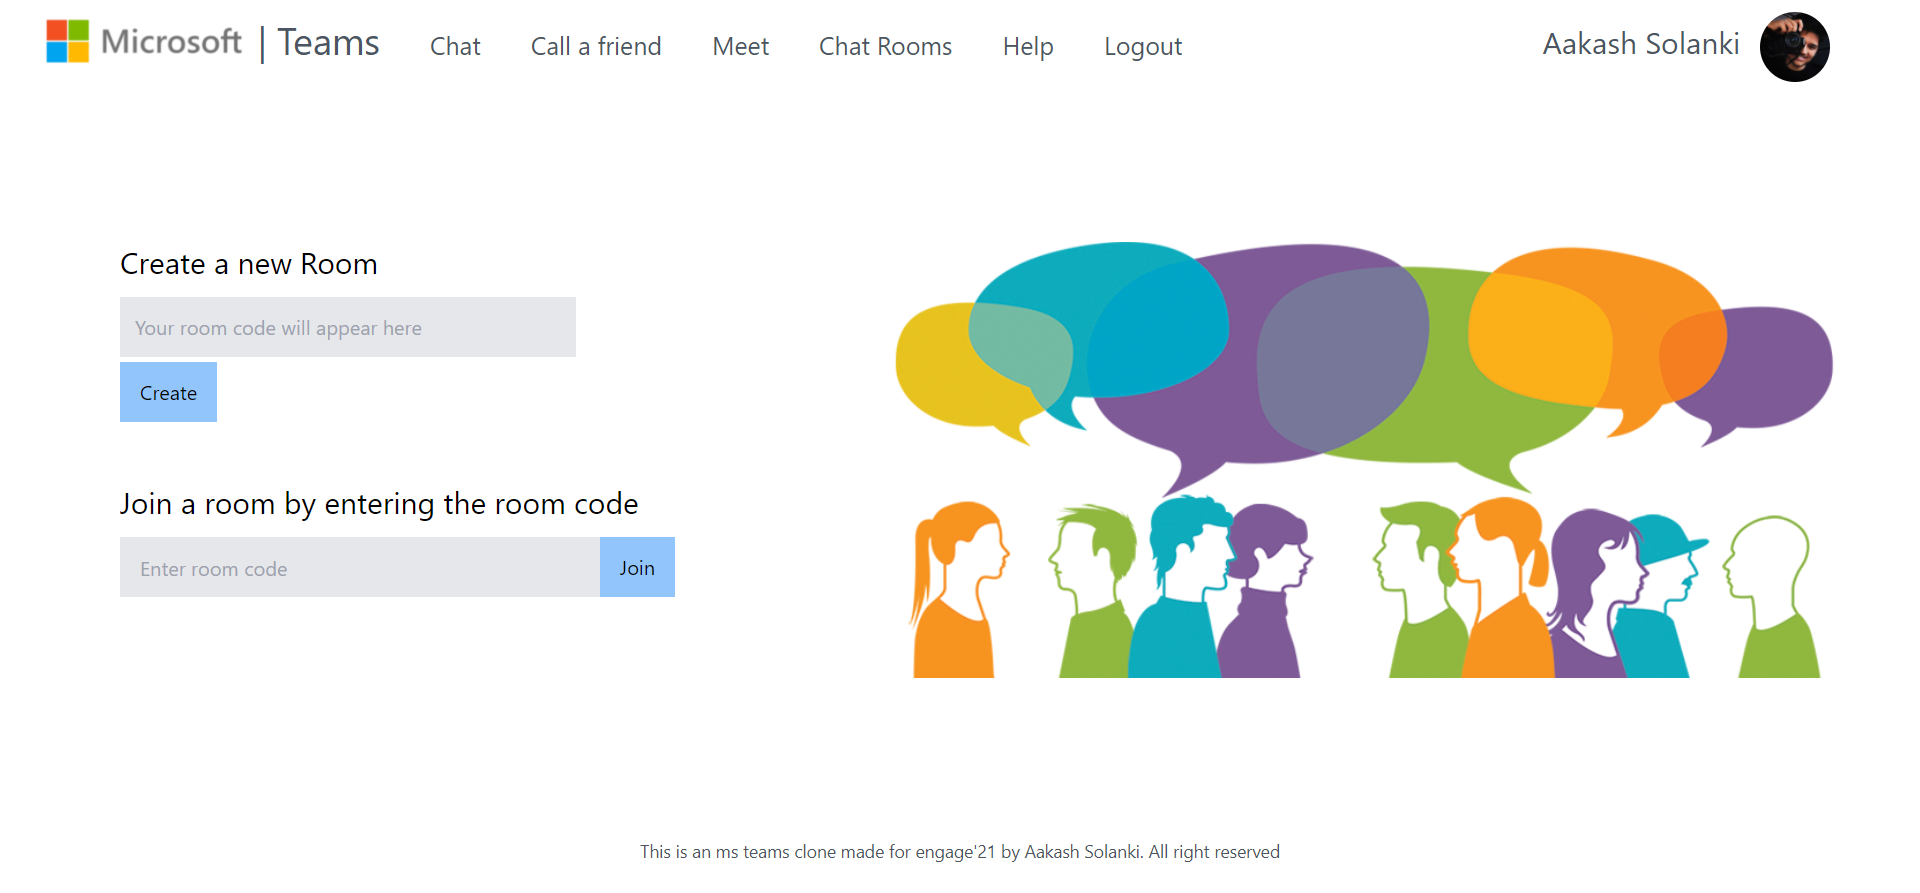 Microsoft | Teams Chat Call a friend Meet Chat Rooms Help Logout Aakash Solanki
Create a new Room
Your room code will appear here
Create
Join a room by entering the room code
Enter room code Join
This is an ms teams clone made for engage'21 by Aakash Solanki. All right reserved